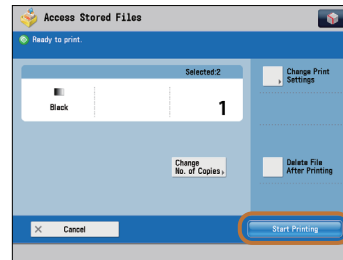 Access Stored Files
Ready to print.
Selected:2
Black
1
Change Print
Settings
Change
No. of Copies
Delete File
After Printing
Cancel
Start Printing